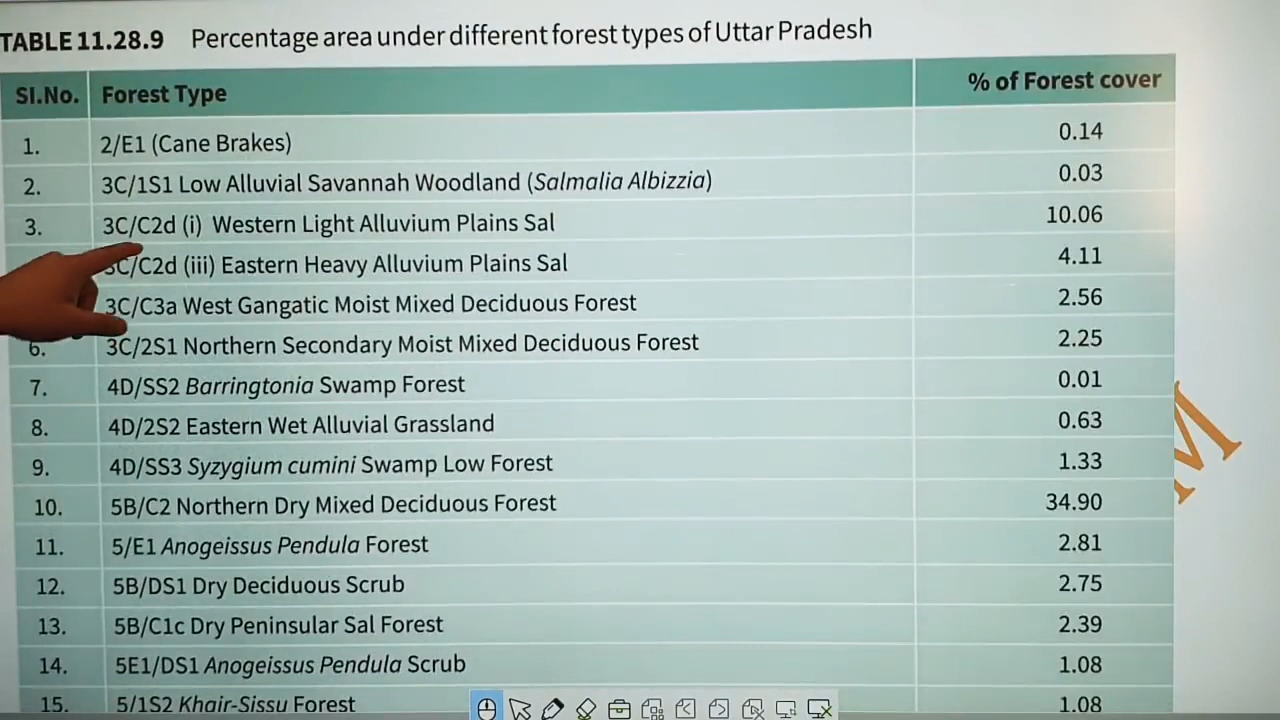 TABLE 11.28.9 Percentage area under different forest types of Uttar Pradesh
Sl.No. Forest Type % of Forest cover
1. 2/E1 (Cane Brakes) 0.14
2. 3C/1S1 Low Alluvial Savannah Woodland (Salmalia Albizzia) 0.03
3. 3C/C2d (i) Western Light Alluvium Plains Sal 10.06
3C/C2d (iii) Eastern Heavy Alluvium Plains Sal 4.11
3C/C3a West Gangatic Moist Mixed Deciduous Forest 2.56
6. 3C/2S1 Northern Secondary Moist Mixed Deciduous Forest 2.25
7. 4D/SS2 Barringtonia Swamp Forest 0.01
8. 4D/2S2 Eastern Wet Alluvial Grassland 0.63
9. 4D/SS3 Syzygium cumini Swamp Low Forest 1.33
10. 5B/C2 Northern Dry Mixed Deciduous Forest 34.90
11. 5/E1 Anogeissus Pendula Forest 2.81
12. 5B/DS1 Dry Deciduous Scrub 2.75
13. 5B/C1c Dry Peninsular Sal Forest 2.39
14. 5E1/DS1 Anogeissus Pendula Scrub 1.08
15. 5/1S2 Khair-Sissu Forest 1.08
M